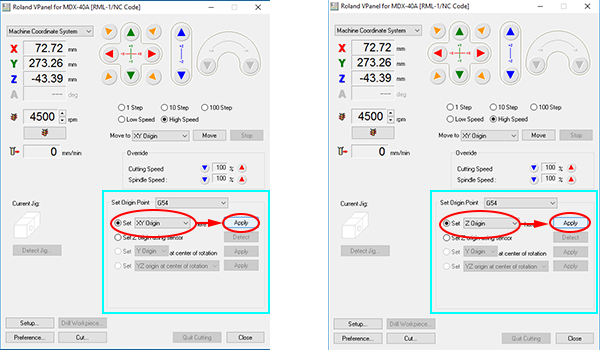 Roland VPanel for MDX-40A [RML-1/NC Code]
Machine Coordinate System
X 72.72 mm
Y 273.26 mm
Z -43.39 mm
A --- deg
4500 rpm
0 mm/min
1 Step 10 Step 100 Step
Low Speed High Speed
Move to XY Origin Move Stop
Override
Cutting Speed 100 %
Spindle Speed : 100 %
Current Jig:
Detect Jig...
Set Origin Point G54
Set XY Origin here Apply
Set Z origin using sensor Detect
Set Y Origin at center of rotation Apply
Set YZ origin at center of rotation Apply
Setup... Drill Workpiece...
Preference... Cut... Quit Cutting Close
Roland VPanel for MDX-40A [RML-1/NC Code]
Machine Coordinate System
X 72.72 mm
Y 273.26 mm
Z -43.39 mm
A --- deg
4500 rpm
0 mm/min
1 Step 10 Step 100 Step
Low Speed High Speed
Move to XY Origin Move Stop
Override
Cutting Speed 100 %
Spindle Speed : 100 %
Current Jig:
Detect Jig...
Set Origin Point G54
Set Z Origin here Apply
Set Z origin using sensor Detect
Set Y Origin at center of rotation Apply
Set YZ origin at center of rotation Apply
Setup... Drill Workpiece...
Preference... Cut... Quit Cutting Close